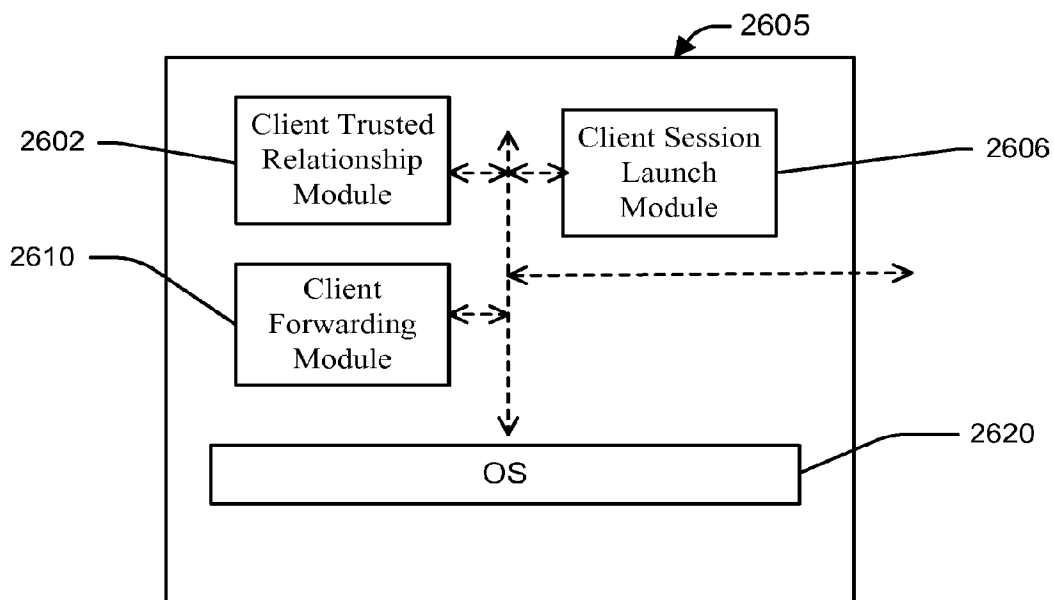 2605
2602
Client Trusted
Relationship
Module
Client Session
Launch
Module
2606
2610
Client
Forwarding
Module
OS
2620